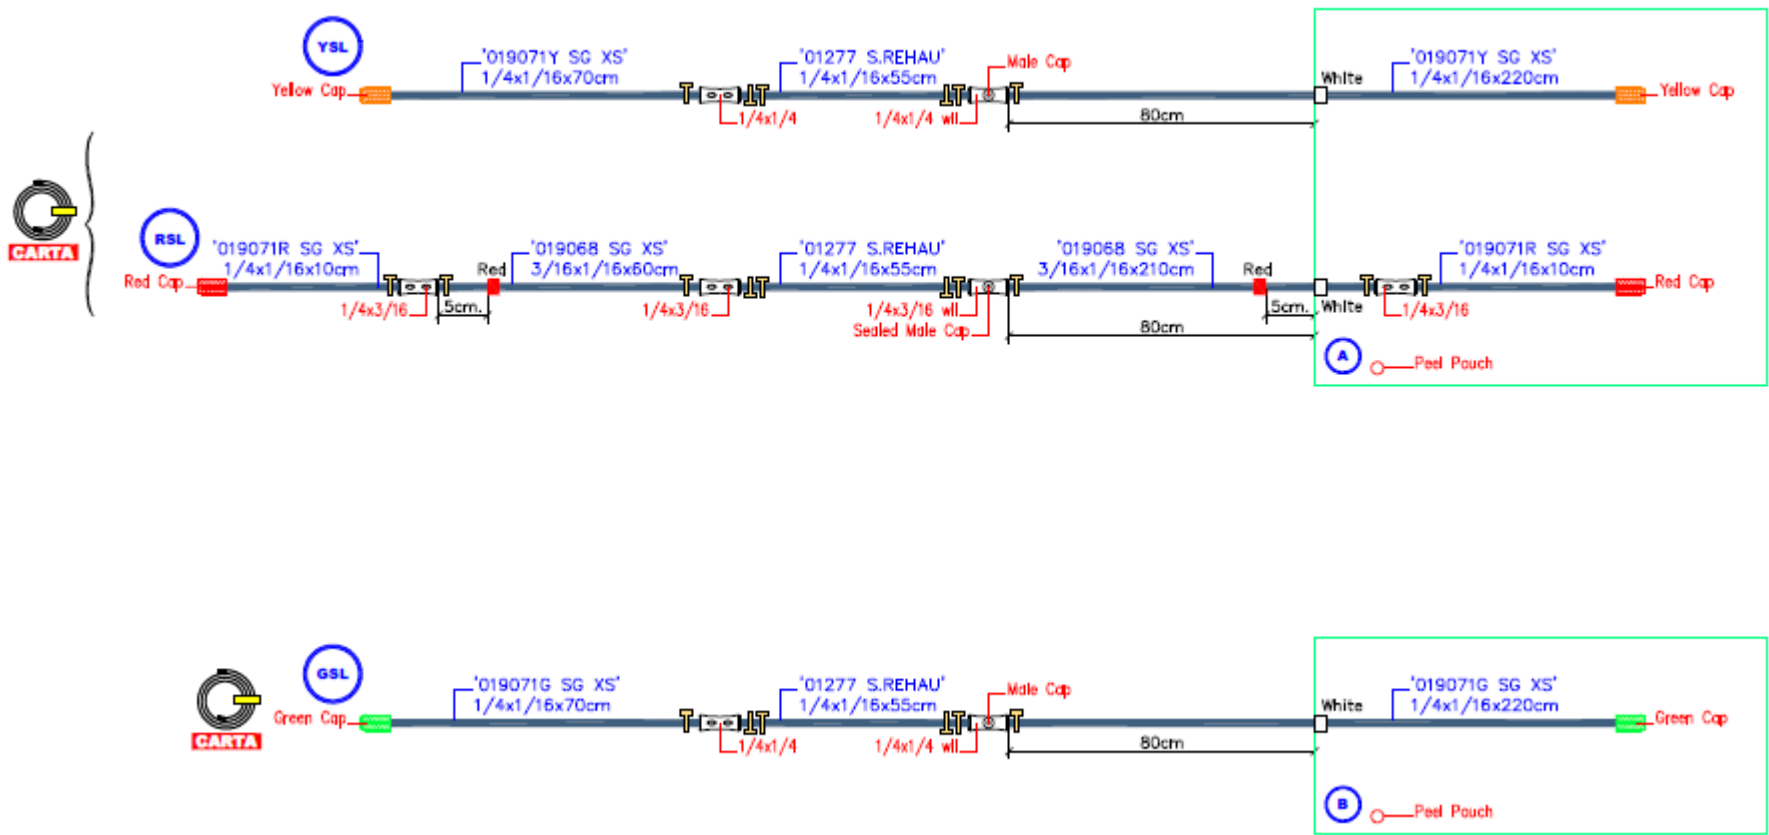 YSL
'019071Y SG XS'
1/4x1/16x70cm
'01277 S.REHAU'
1/4x1/16x55cm
Male Cap
'019071Y SG XS'
1/4x1/16x220cm
White
Yellow Cap
Yellow Cap
1/4x1/4
1/4x1/4 wll
80cm
CARTA
RSL
'019071R SG XS'
1/4x1/16x10cm
'019068 SG XS'
3/16x1/16x60cm
'01277 S.REHAU'
1/4x1/16x55cm
'019068 SG XS'
3/16x1/16x210cm
'019071R SG XS'
1/4x1/16x10cm
Red
Red
Red Cap
Red Cap
1/4x3/16
5cm.
1/4x3/16
1/4x3/16 wll
Sealed Male Cap
80cm
5cm.
White
1/4x3/16
A
Peel Pouch
GSL
'019071G SG XS'
1/4x1/16x70cm
'01277 S.REHAU'
1/4x1/16x55cm
Male Cap
'019071G SG XS'
1/4x1/16x220cm
White
Green Cap
Green Cap
CARTA
1/4x1/4
1/4x1/4 wll
80cm
B
Peel Pouch